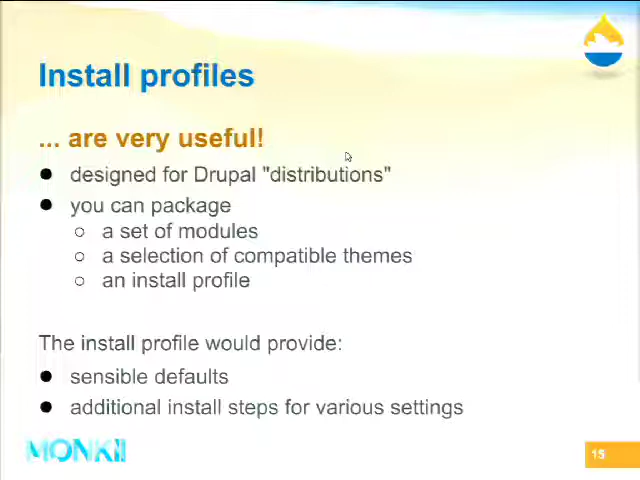 Install profiles
... are very useful!
● designed for Drupal "distributions"
● you can package
○ a set of modules
○ a selection of compatible themes
○ an install profile
The install profile would provide:
● sensible defaults
● additional install steps for various settings
MONKii
15